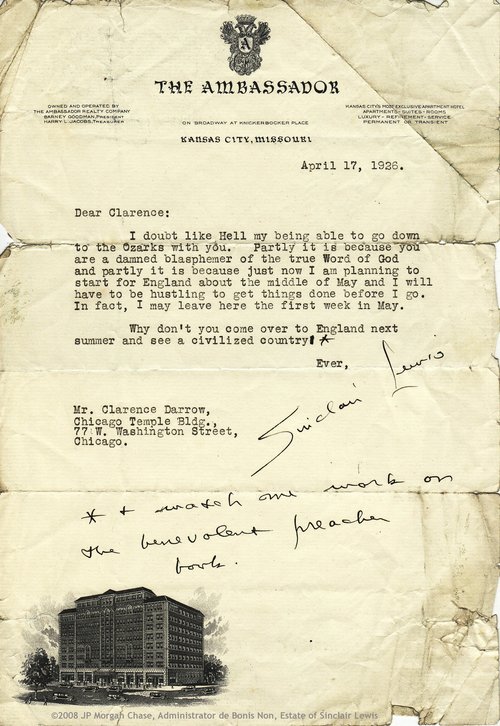 A
THE AMBASSADOR
OWNED AND OPERATED BY
THE AMBASSADOR REALTY COMPANY
BARNEY GOODMAN, PRESIDENT
HARRY L. JACOBS, TREASURER
ON BROADWAY AT KNICKERBOCKER PLACE
KANSAS CITY, MISSOURI
KANSAS CITY'S MOST EXCLUSIVE APARTMENT HOTEL
APARTMENTS - SUITES - ROOMS
LUXURY - REFINEMENT - SERVICE
PERMANENT OR TRANSIENT
April 17, 1926.
Dear Clarence:
I doubt like Hell my being able to go down
to the Ozarks with you. Partly it is because you
are a damned blasphemer of the true Word of God
and partly it is because just now I am planning to
start for England about the middle of May and I will
have to be hustling to get things done before I go.
In fact, I may leave here the first week in May.
Why don't you come over to England next
summer and see a civilized country! *
Ever,
Sinclair Lewis
Mr. Clarence Darrow,
Chicago Temple Bldg.,
77 W. Washington Street,
Chicago.
* + watch me work on
the benevolent preacher
book.
©2008 JP Morgan Chase, Administrator de Bonis Non, Estate of Sinclair Lewis